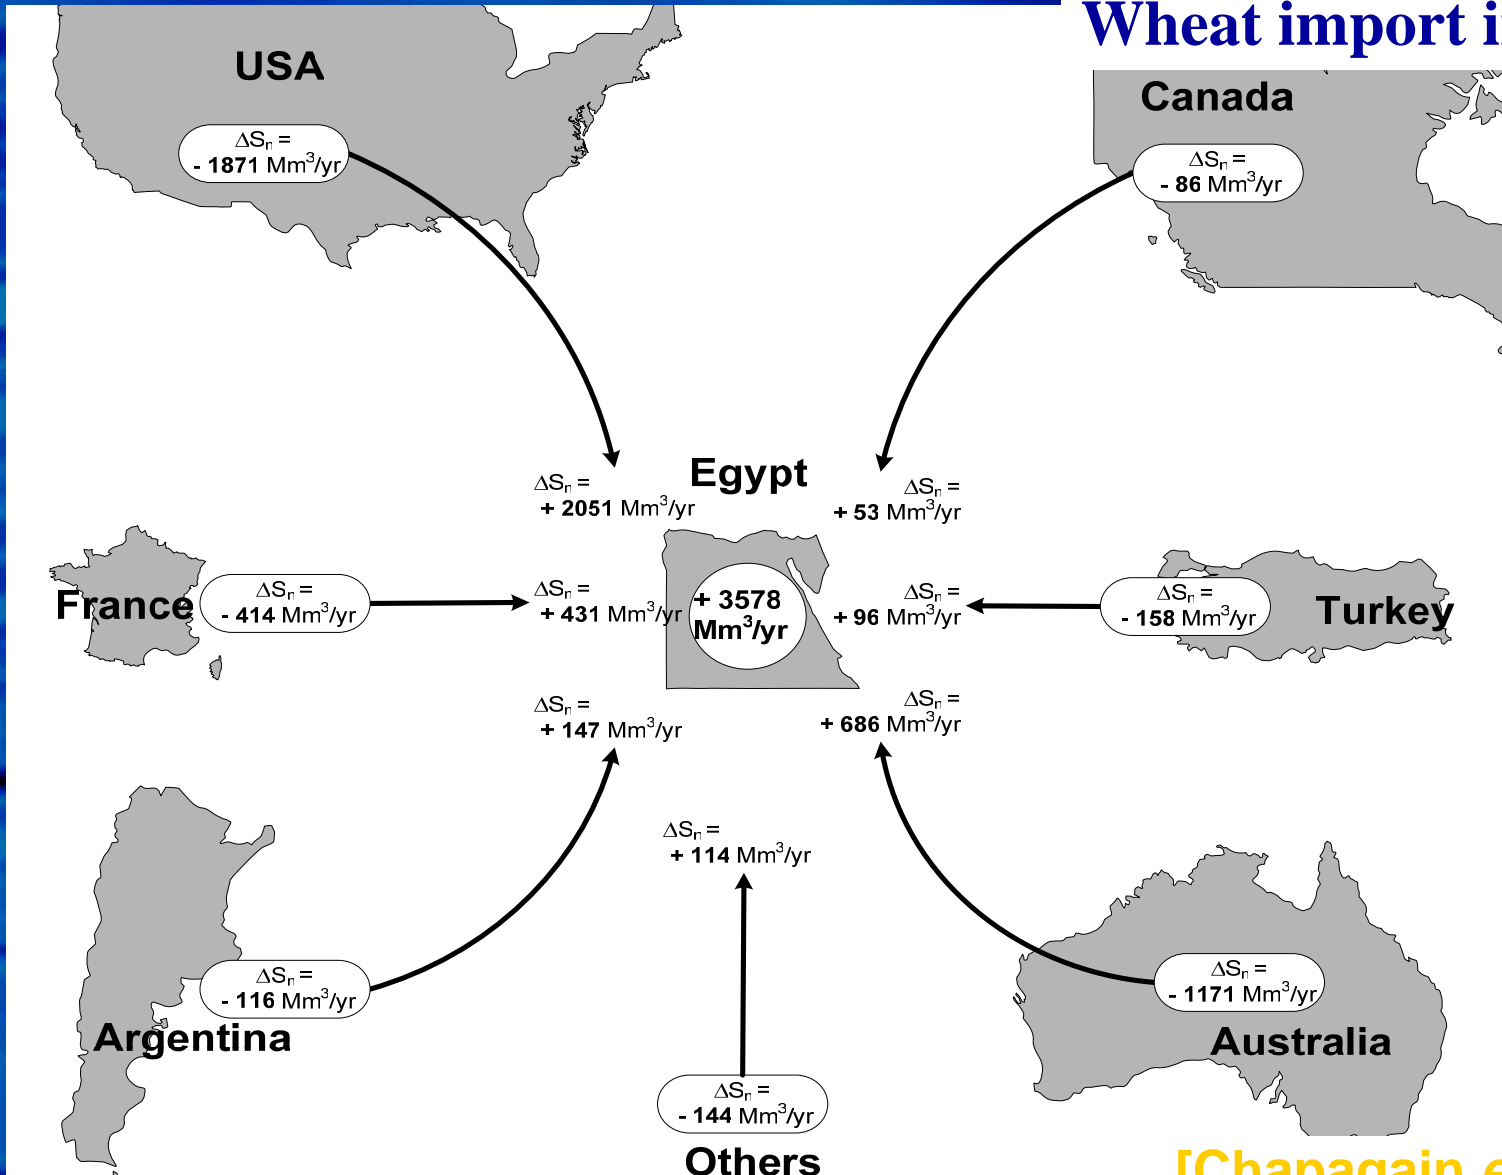 Wheat import
USA
Canada
ΔSₙ =
- 1871 Mm³/yr
ΔSₙ =
- 86 Mm³/yr
Egypt
ΔSₙ =
+ 2051 Mm³/yr
ΔSₙ =
+ 53 Mm³/yr
France
ΔSₙ =
- 414 Mm³/yr
ΔSₙ =
+ 431 Mm³/yr
+ 3578
Mm³/yr
ΔSₙ =
+ 96 Mm³/yr
ΔSₙ =
- 158 Mm³/yr
Turkey
ΔSₙ =
+ 147 Mm³/yr
ΔSₙ =
+ 686 Mm³/yr
ΔSₙ =
+ 114 Mm³/yr
ΔSₙ =
- 116 Mm³/yr
Argentina
ΔSₙ =
- 1171 Mm³/yr
Australia
ΔSₙ =
- 144 Mm³/yr
Others
[Chapagain